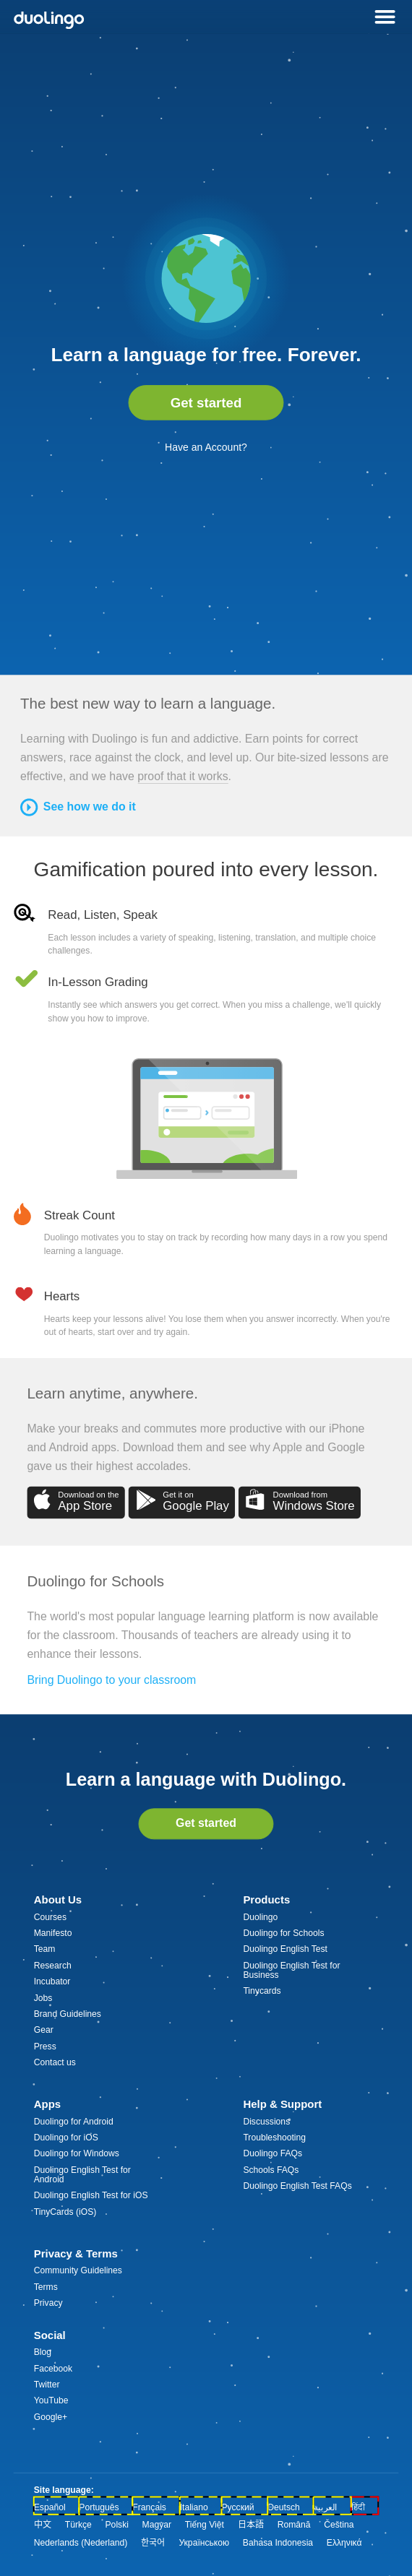 duolingo
Learn a language for free. Forever.
Get started
Have an Account?
The best new way to learn a language.
Learning with Duolingo is fun and addictive. Earn points for correct
answers, race against the clock, and level up. Our bite-sized lessons are
effective, and we have proof that it works.
See how we do it
Gamification poured into every lesson.
Read, Listen, Speak
Each lesson includes a variety of speaking, listening, translation, and multiple choice
challenges.
In-Lesson Grading
Instantly see which answers you get correct. When you miss a challenge, we'll quickly
show you how to improve.
Streak Count
Duolingo motivates you to stay on track by recording how many days in a row you spend
learning a language.
Hearts
Hearts keep your lessons alive! You lose them when you answer incorrectly. When you're
out of hearts, start over and try again.
Learn anytime, anywhere.
Make your breaks and commutes more productive with our iPhone
and Android apps. Download them and see why Apple and Google
gave us their highest accolades.
Download on the App Store
Get it on Google Play
Download from Windows Store
Duolingo for Schools
The world's most popular language learning platform is now available
for the classroom. Thousands of teachers are already using it to
enhance their lessons.
Bring Duolingo to your classroom
Learn a language with Duolingo.
Get started
About Us
Courses
Manifesto
Team
Research
Incubator
Jobs
Brand Guidelines
Gear
Press
Contact us
Products
Duolingo
Duolingo for Schools
Duolingo English Test
Duolingo English Test for
Business
Tinycards
Apps
Duolingo for Android
Duolingo for iOS
Duolingo for Windows
Duolingo English Test for
Android
Duolingo English Test for iOS
TinyCards (iOS)
Help & Support
Discussions
Troubleshooting
Duolingo FAQs
Schools FAQs
Duolingo English Test FAQs
Privacy & Terms
Community Guidelines
Terms
Privacy
Social
Blog
Facebook
Twitter
YouTube
Google+
Site language:
Español Português Français Italiano Русский Deutsch العربية हिंदी
中文 Türkçe Polski Magyar Tiếng Việt 日本語 Română Čeština
Nederlands (Nederland) 한국어 Українською Bahasa Indonesia Ελληνικά